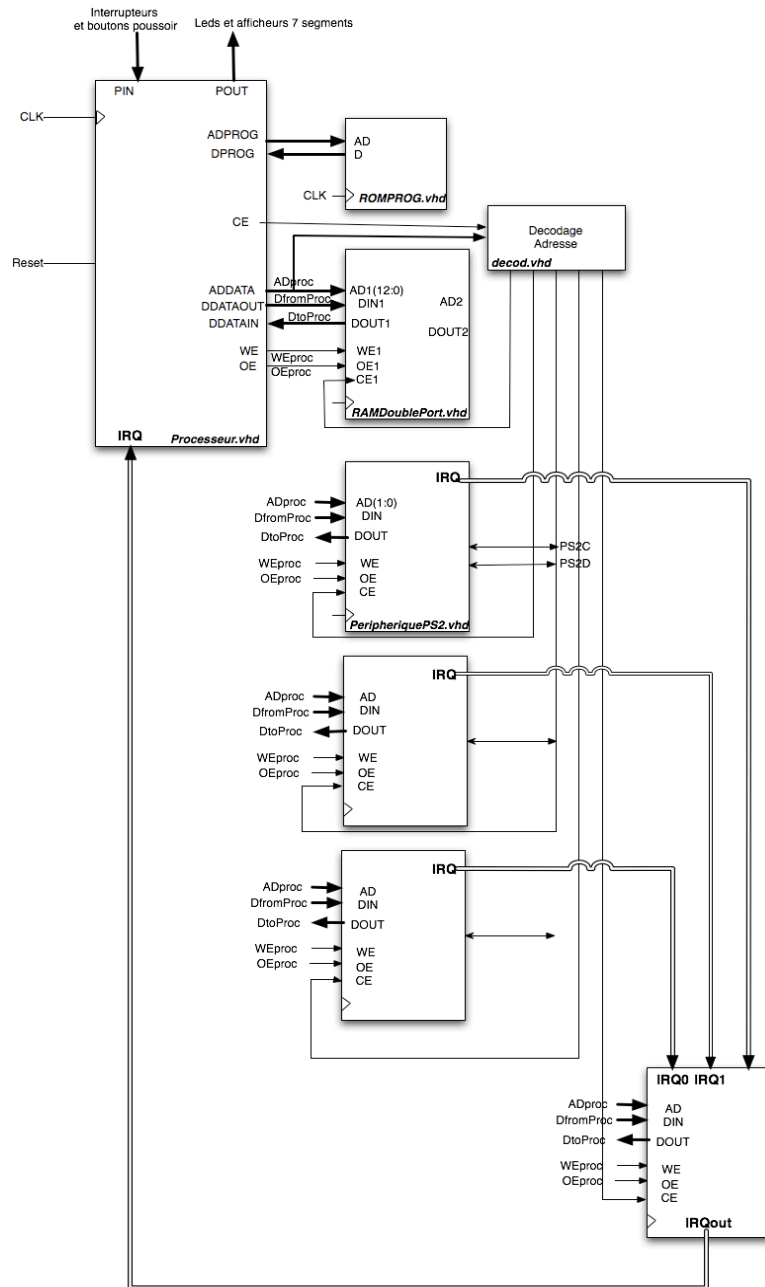 Interrupteurs
et boutons poussoir
Leds et afficheurs 7 segments
PIN
POUT
CLK
ADPROG
DPROG
AD
D
CLK
ROMPROG.vhd
CE
Decodage
Adresse
decod.vhd
Reset
ADDATA
ADproc
DDATAOUT
DfromProc
DDATAIN
DtoProc
AD1(12:0)
DIN1
DOUT1
AD2
DOUT2
WE
WEproc
OE
OEproc
WE1
OE1
CE1
RAMDoublePort.vhd
IRQ
Processeur.vhd
IRQ
ADproc
AD(1:0)
DfromProc
DIN
DtoProc
DOUT
PS2C
WEproc
WE
PS2D
OEproc
OE
CE
PeripheriquePS2.vhd
IRQ
ADproc
AD
DfromProc
DIN
DtoProc
DOUT
WEproc
WE
OEproc
OE
CE
IRQ
ADproc
AD
DfromProc
DIN
DtoProc
DOUT
WEproc
WE
OEproc
OE
CE
IRQ0 IRQ1
ADproc
AD
DfromProc
DIN
DtoProc
DOUT
WEproc
WE
OEproc
OE
CE
IRQout